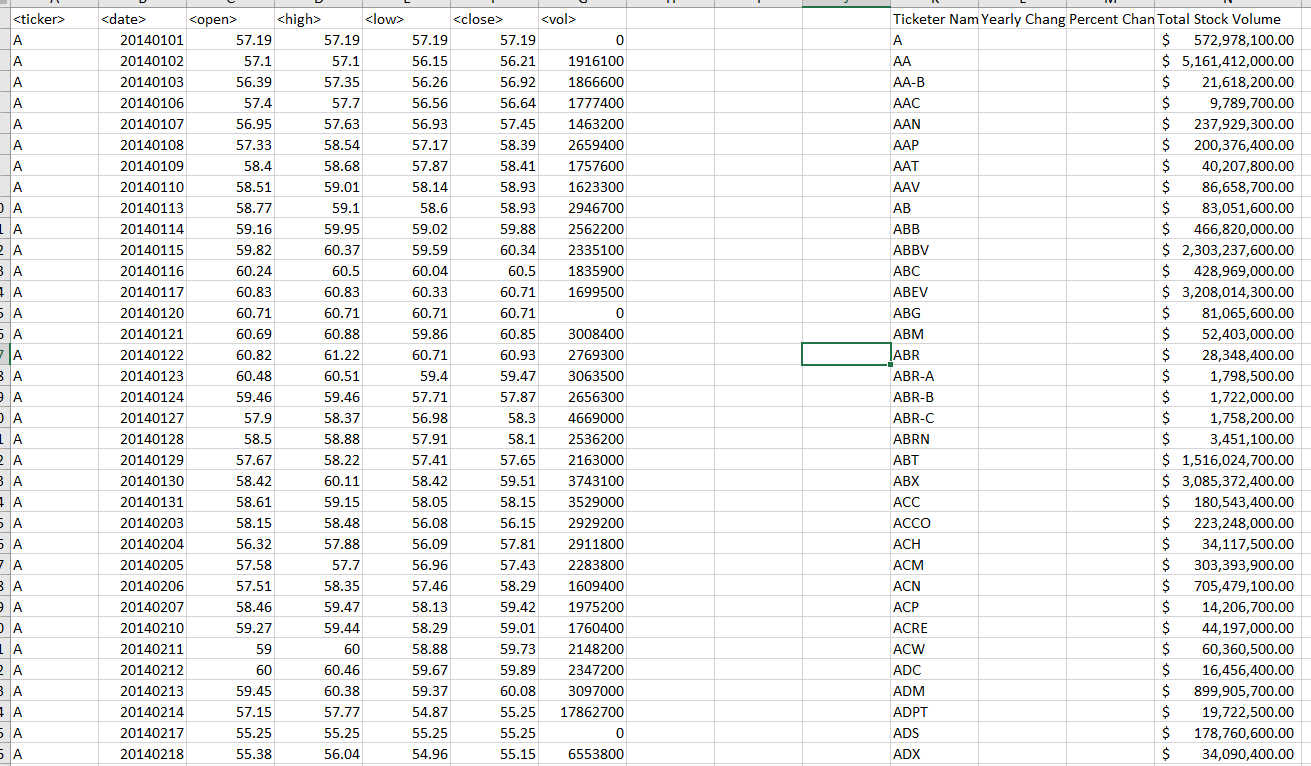 <ticker> <date> <open> <high> <low> <close> <vol> Ticketer Nam Yearly Chang Percent Chan Total Stock Volume
A 20140101 57.19 57.19 57.19 57.19 0 A $ 572,978,100.00
A 20140102 57.1 57.1 56.15 56.21 1916100 AA $ 5,161,412,000.00
A 20140103 56.39 57.35 56.26 56.92 1866600 AA-B $ 21,618,200.00
A 20140106 57.4 57.7 56.56 56.64 1777400 AAC $ 9,789,700.00
A 20140107 56.95 57.63 56.93 57.45 1463200 AAN $ 237,929,300.00
A 20140108 57.33 58.54 57.17 58.39 2659400 AAP $ 200,376,400.00
A 20140109 58.4 58.68 57.87 58.41 1757600 AAT $ 40,207,800.00
A 20140110 58.51 59.01 58.14 58.93 1623300 AAV $ 86,658,700.00
A 20140113 58.77 59.1 58.6 58.93 2946700 AB $ 83,051,600.00
A 20140114 59.16 59.95 59.02 59.88 2562200 ABB $ 466,820,000.00
A 20140115 59.82 60.37 59.59 60.34 2335100 ABBV $ 2,303,237,600.00
A 20140116 60.24 60.5 60.04 60.5 1835900 ABC $ 428,969,000.00
A 20140117 60.83 60.83 60.33 60.71 1699500 ABEV $ 3,208,014,300.00
A 20140120 60.71 60.71 60.71 60.71 0 ABG $ 81,065,600.00
A 20140121 60.69 60.88 59.86 60.85 3008400 ABM $ 52,403,000.00
A 20140122 60.82 61.22 60.71 60.93 2769300 ABR $ 28,348,400.00
A 20140123 60.48 60.51 59.4 59.47 3063500 ABR-A $ 1,798,500.00
A 20140124 59.46 59.46 57.71 57.87 2656300 ABR-B $ 1,722,000.00
A 20140127 57.9 58.37 56.98 58.3 4669000 ABR-C $ 1,758,200.00
A 20140128 58.5 58.88 57.91 58.1 2536200 ABRN $ 3,451,100.00
A 20140129 57.67 58.22 57.41 57.65 2163000 ABT $ 1,516,024,700.00
A 20140130 58.42 60.11 58.42 59.51 3743100 ABX $ 3,085,372,400.00
A 20140131 58.61 59.15 58.05 58.15 3529000 ACC $ 180,543,400.00
A 20140203 58.15 58.48 56.08 56.15 2929200 ACCO $ 223,248,000.00
A 20140204 56.32 57.88 56.09 57.81 2911800 ACH $ 34,117,500.00
A 20140205 57.58 57.7 56.96 57.43 2283800 ACM $ 303,393,900.00
A 20140206 57.51 58.35 57.46 58.29 1609400 ACN $ 705,479,100.00
A 20140207 58.46 59.47 58.13 59.42 1975200 ACP $ 14,206,700.00
A 20140210 59.27 59.44 58.29 59.01 1760400 ACRE $ 44,197,000.00
A 20140211 59 60 58.88 59.73 2148200 ACW $ 60,360,500.00
A 20140212 60 60.46 59.67 59.89 2347200 ADC $ 16,456,400.00
A 20140213 59.45 60.38 59.37 60.08 3097000 ADM $ 899,905,700.00
A 20140214 57.15 57.77 54.87 55.25 17862700 ADPT $ 19,722,500.00
A 20140217 55.25 55.25 55.25 55.25 0 ADS $ 178,760,600.00
A 20140218 55.38 56.04 54.96 55.15 6553800 ADX $ 34,090,400.00